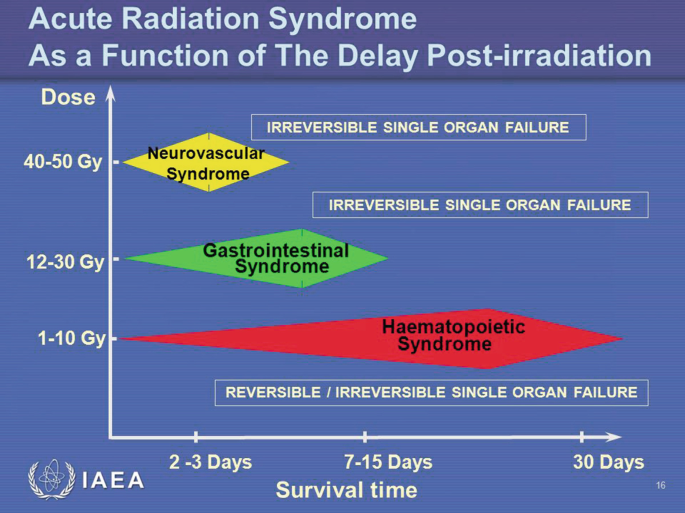 Acute Radiation Syndrome
As a Function of The Delay Post-irradiation
Dose
IRREVERSIBLE SINGLE ORGAN FAILURE
40-50 Gy
Neurovascular
Syndrome
IRREVERSIBLE SINGLE ORGAN FAILURE
12-30 Gy
Gastrointestinal
Syndrome
1-10 Gy
Haematopoietic
Syndrome
REVERSIBLE / IRREVERSIBLE SINGLE ORGAN FAILURE
2 -3 Days
7-15 Days
30 Days
IAEA
Survival time
16